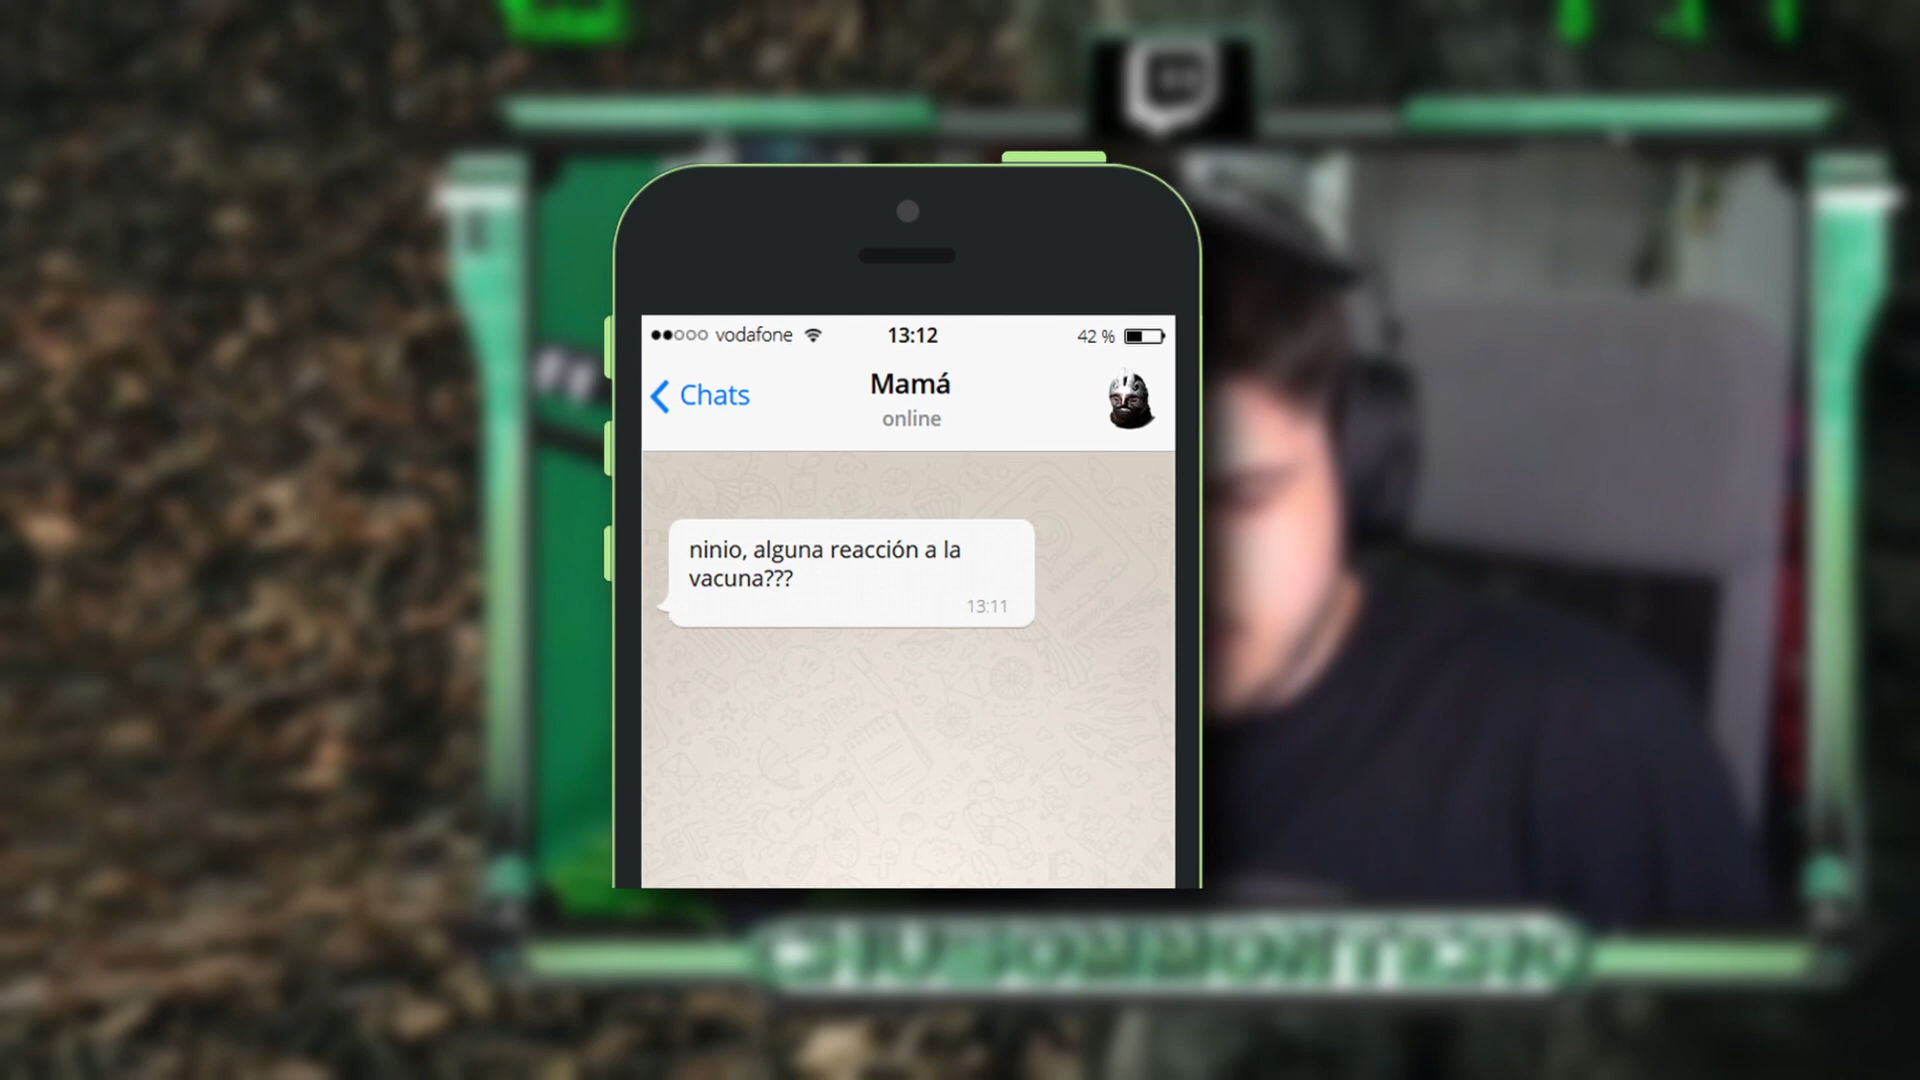 vodafone
13:12
42 %
Chats
Mamá
online
ninio, alguna reacción a la
vacuna???
13:11